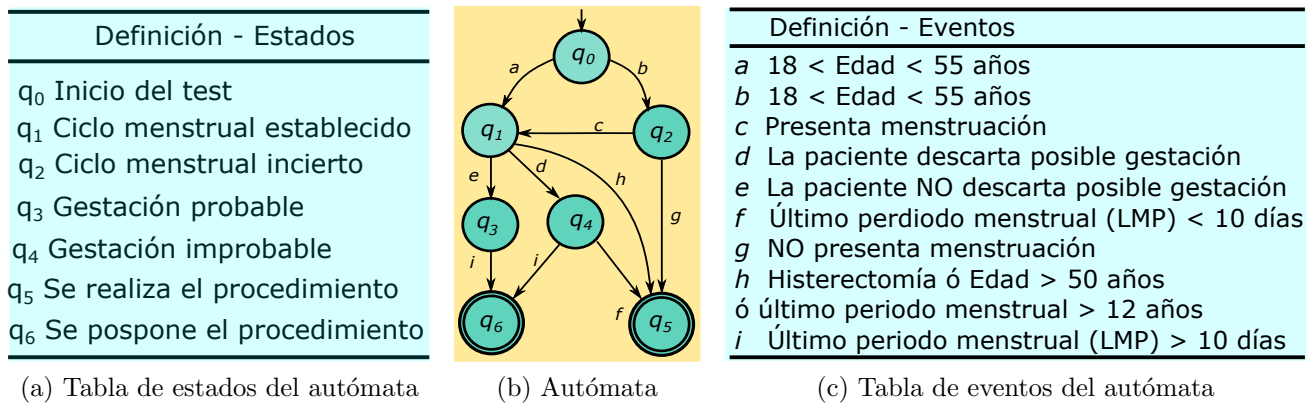 Definición - Estados
q0 Inicio del test
q1 Ciclo menstrual establecido
q2 Ciclo menstrual incierto
q3 Gestación probable
q4 Gestación improbable
q5 Se realiza el procedimiento
q6 Se pospone el procedimiento
(a) Tabla de estados del autómata
q0
a
b
q1
c
q2
e
d
h
g
q3
q4
i
i
f
q6
q5
(b) Autómata
Definición - Eventos
a 18 < Edad < 55 años
b 18 < Edad < 55 años
c Presenta menstruación
d La paciente descarta posible gestación
e La paciente NO descarta posible gestación
f Último perdiodo menstrual (LMP) < 10 días
g NO presenta menstruación
h Histerectomía ó Edad > 50 años
ó último periodo menstrual > 12 años
i Último periodo menstrual (LMP) > 10 días
(c) Tabla de eventos del autómata